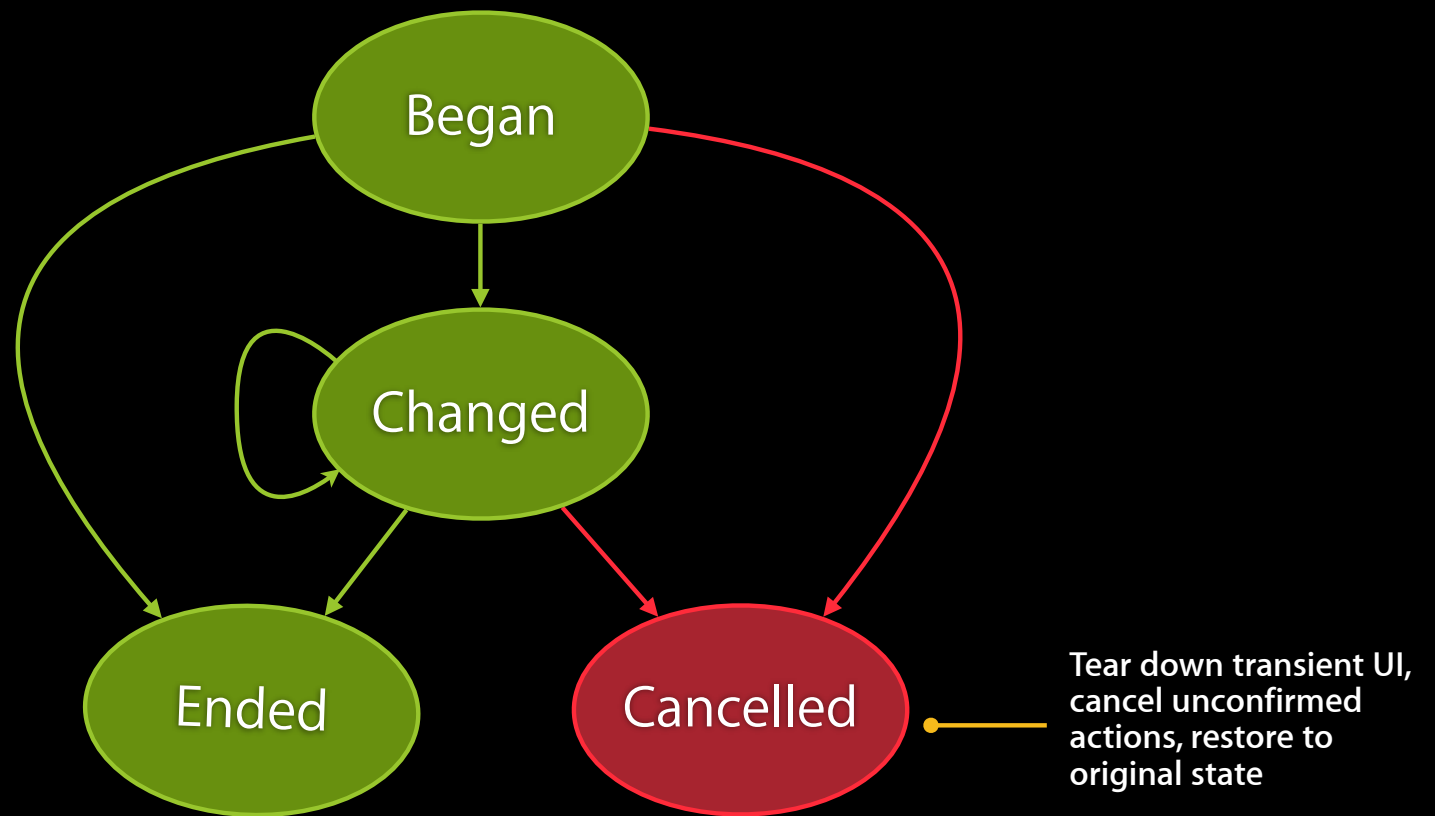 Began
Changed
Ended
Cancelled
Tear down transient UI,
cancel unconfirmed
actions, restore to
original state